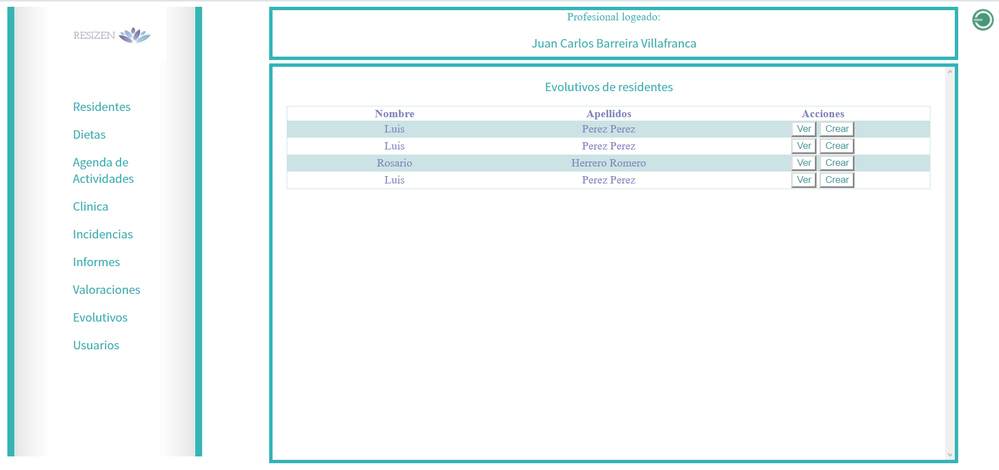 RESIZEN
Residentes
Dietas
Agenda de
Actividades
Clinica
Incidencias
Informes
Valoraciones
Evolutivos
Usuarios
Profesional logeado:
Juan Carlos Barreira Villafranca
Evolutivos de residentes
Nombre Apellidos Acciones
Luis Perez Perez Ver Crear
Luis Perez Perez Ver Crear
Rosario Herrero Romero Ver Crear
Luis Perez Perez Ver Crear